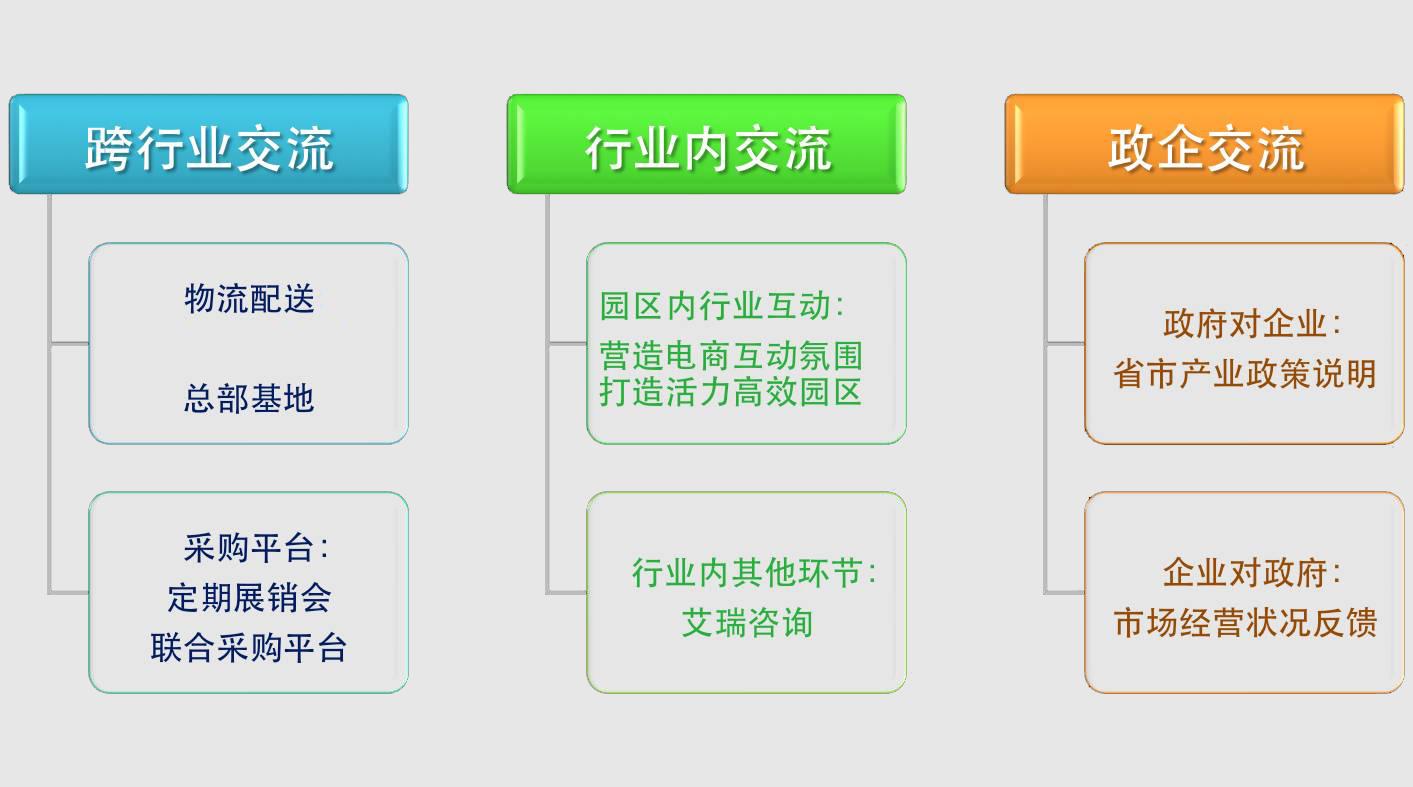 跨行业交流
物流配送
总部基地
采购平台：
定期展销会
联合采购平台
行业内交流
园区内行业互动：
营造电商互动氛围
打造活力高效园区
行业内其他环节：
艾瑞咨询
政企交流
政府对企业：
省市产业政策说明
企业对政府：
市场经营状况反馈